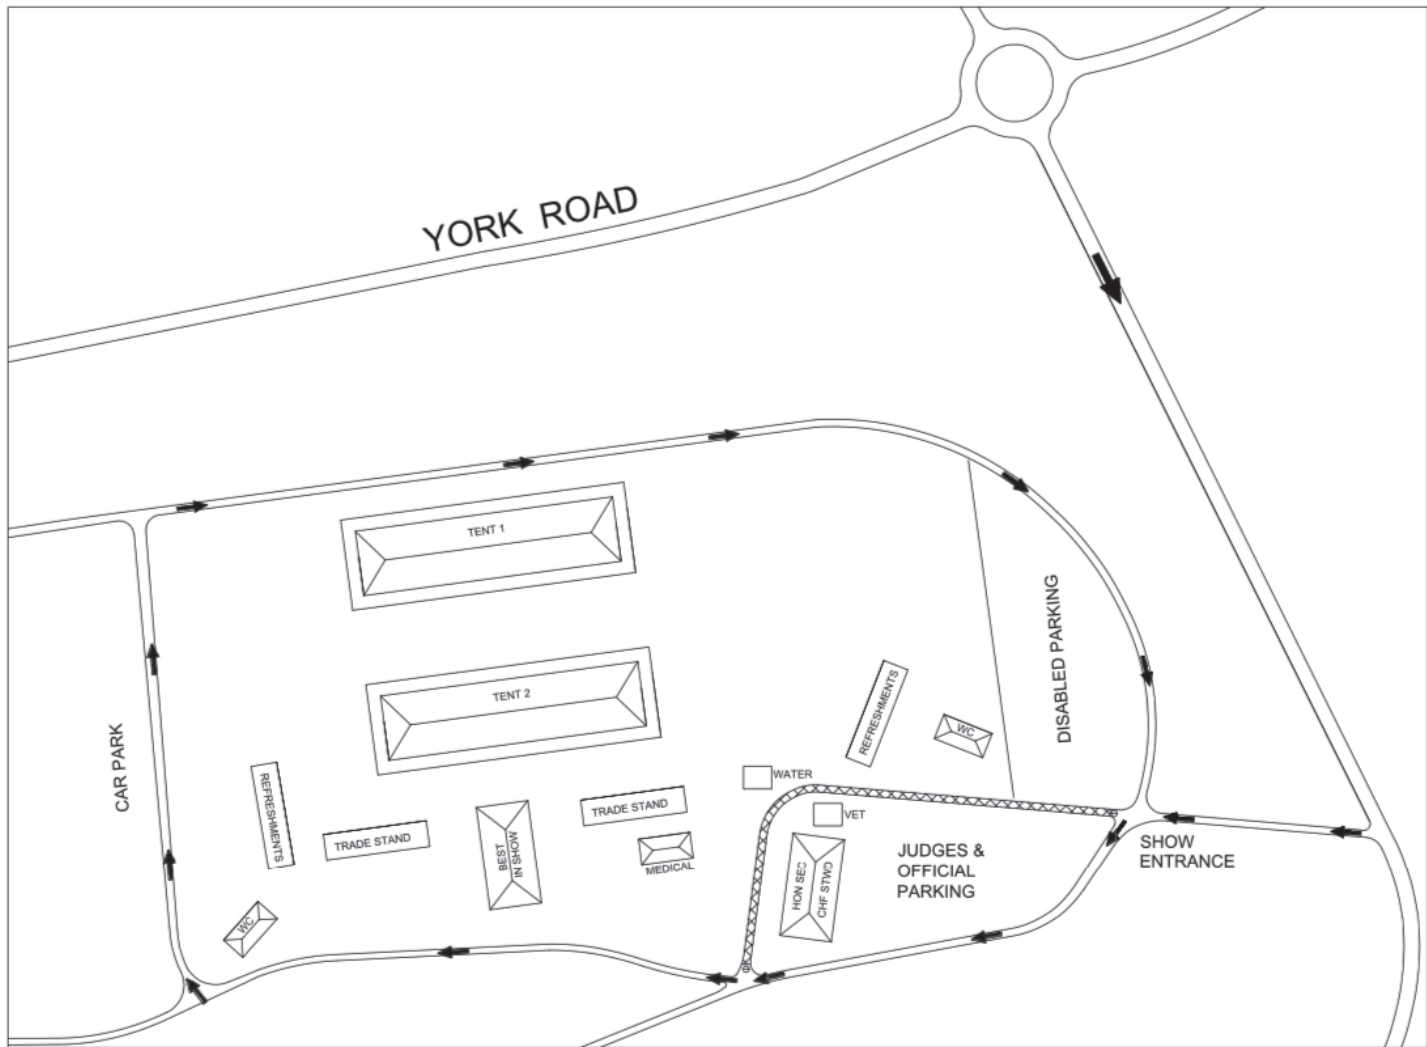 YORK ROAD
TENT 1
TENT 2
DISABLED PARKING
REFRESHMENTS
WC
CAR PARK
WATER
VET
REFRESHMENTS
TRADE STAND
TRADE STAND
BEST
IN SHOW
MEDICAL
HON SEC
CHF STWD
JUDGES &
OFFICIAL
PARKING
SHOW
ENTRANCE
WC